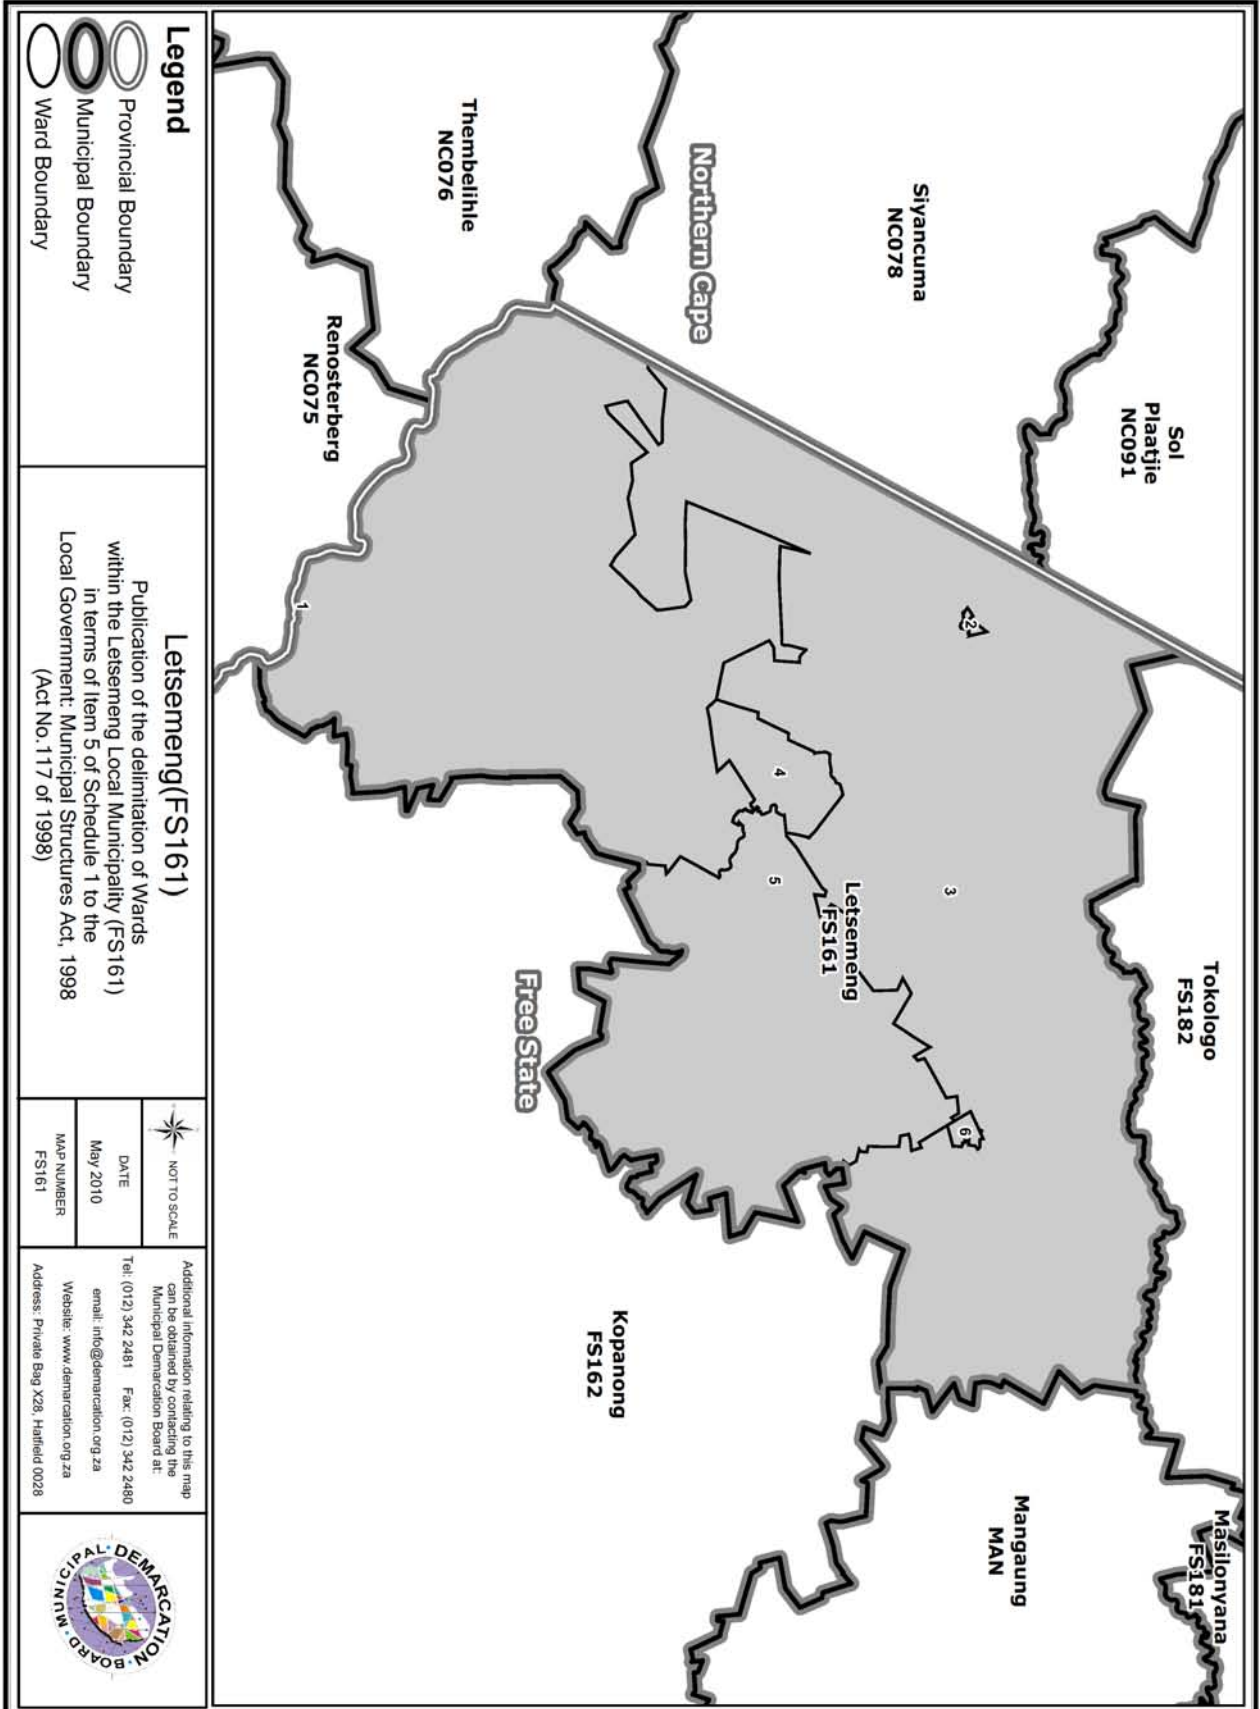 Sol
Plaatjie
NC091
Tokologo
FS182
Masilonyana
FS181
Siyancuma
NC078
Mangaung
MAN
Northern Cape
Thembelihle
NC076
Renosterberg
NC075
Letsemeng
FS161
Kopanong
FS162
Free State
1
2
3
4
5
6
Legend
Provincial Boundary
Municipal Boundary
Ward Boundary
Letsemeng(FS161)
Publication of the delimitation of Wards
within the Letsemeng Local Municipality (FS161)
in terms of Item 5 of Schedule 1 to the
Local Government: Municipal Structures Act, 1998
(Act No.117 of 1998)
NOT TO SCALE
DATE
May 2010
MAP NUMBER
FS161
Additional information relating to this map
can be obtained by contacting the
Municipal Demarcation Board at:
Tel: (012) 342 2481 Fax: (012) 342 2480
email: info@demarcation.org.za
Website: www.demarcation.org.za
Address: Private Bag X28, Hatfield 0028
MUNICIPAL DEMARCATION BOARD